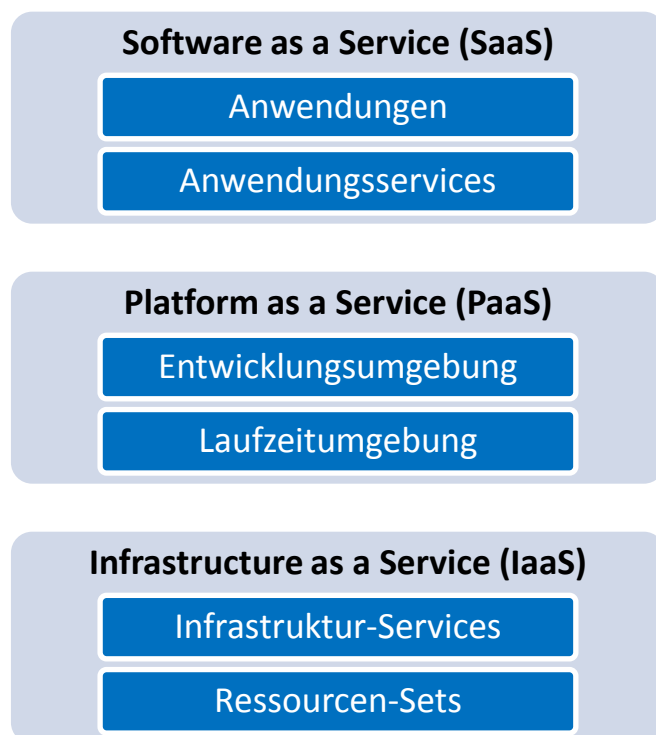 Software as a Service (SaaS)
Anwendungen
Anwendungsservices
Platform as a Service (PaaS)
Entwicklungsumgebung
Laufzeitumgebung
Infrastructure as a Service (IaaS)
Infrastruktur-Services
Ressourcen-Sets